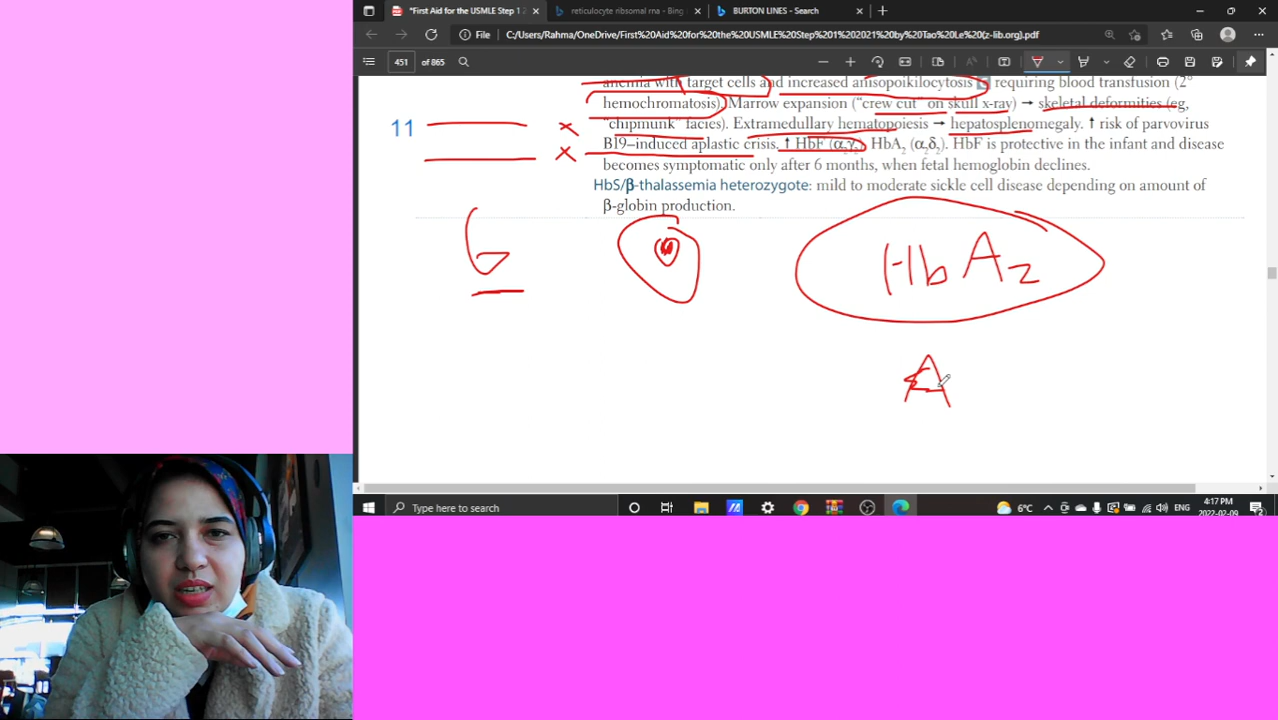 "First Aid for the USMLE Step 1 2
reticulocyte ribosomal rna - Bing
BURTON LINES - Search
File
C:/Users/Rahma/OneDrive/First%20Aid%20for%20the%20USMLE%20Step%201%202021%20by%20Tao%20Le%20(z-lib.org).pdf
451 of 865
anemia with target cells and increased anisopoikilocytosis C requiring blood transfusion (2°
hemochromatosis). Marrow expansion ("crew cut" on skull x-ray) → skeletal deformities (eg,
"chipmunk" facies). Extramedullary hematopoiesis → hepatosplenomegaly. ↑ risk of parvovirus
B19–induced aplastic crisis. ↑ HbF (α₂γ₂), HbA₂ (α₂δ₂). HbF is protective in the infant and disease
becomes symptomatic only after 6 months, when fetal hemoglobin declines.
HbS/β-thalassemia heterozygote: mild to moderate sickle cell disease depending on amount of
β-globin production.
11
x
x
6
HbA₂
A
Type here to search
6°C
ENG
4:17 PM
2022-02-09